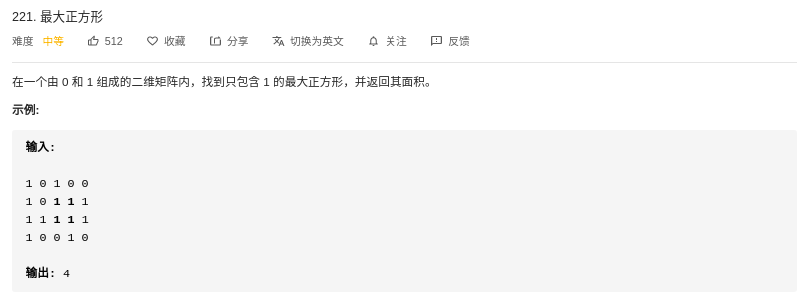 221. 最大正方形
难度 中等 512 收藏 分享 切换为英文 关注 反馈
在一个由 0 和 1 组成的二维矩阵内，找到只包含 1 的最大正方形，并返回其面积。
示例:
输入:
1 0 1 0 0
1 0 1 1 1
1 1 1 1 1
1 0 0 1 0
输出: 4